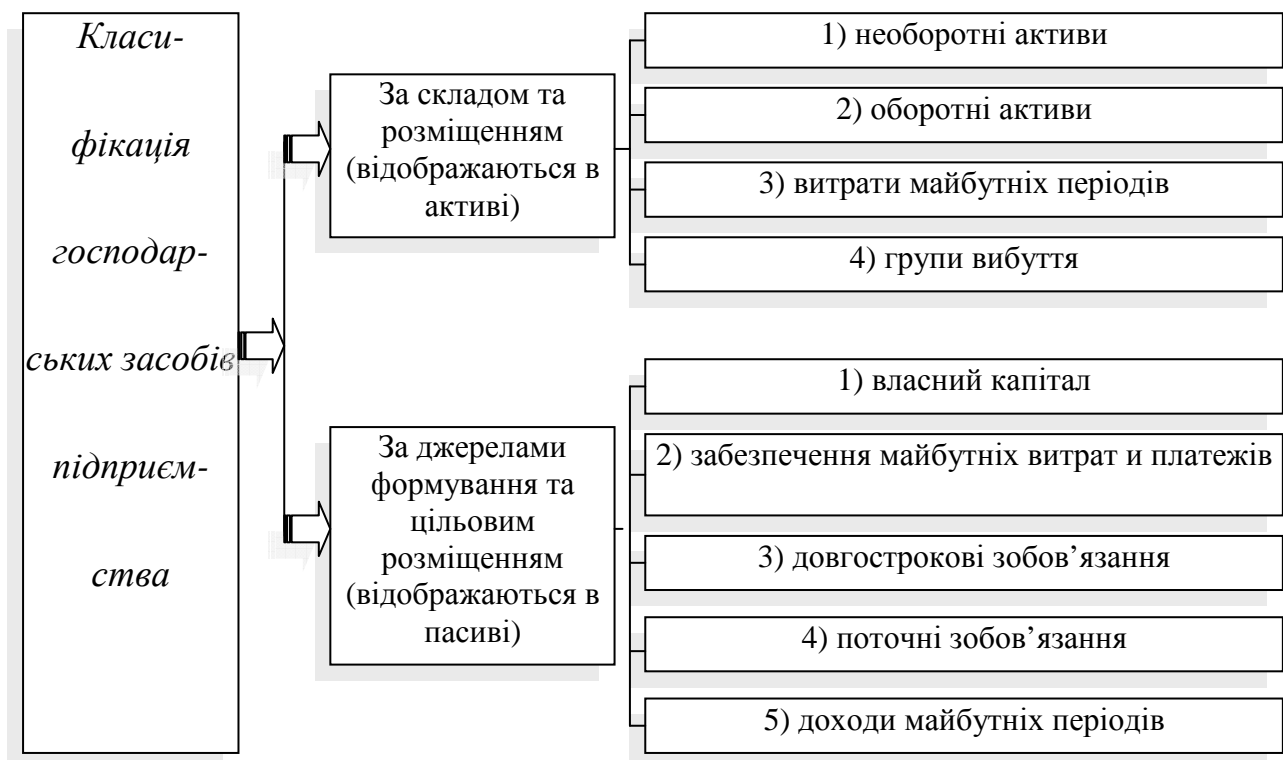 Класи-
фікація
господар-
ських засобів
підприєм-
ства
За складом та
розміщенням
(відображаються в
активі)
1) необоротні активи
2) оборотні активи
3) витрати майбутніх періодів
4) групи вибуття
За джерелами
формування та
цільовим
розміщенням
(відображаються в
пасиві)
1) власний капітал
2) забезпечення майбутніх витрат и платежів
3) довгострокові зобов’язання
4) поточні зобов’язання
5) доходи майбутніх періодів